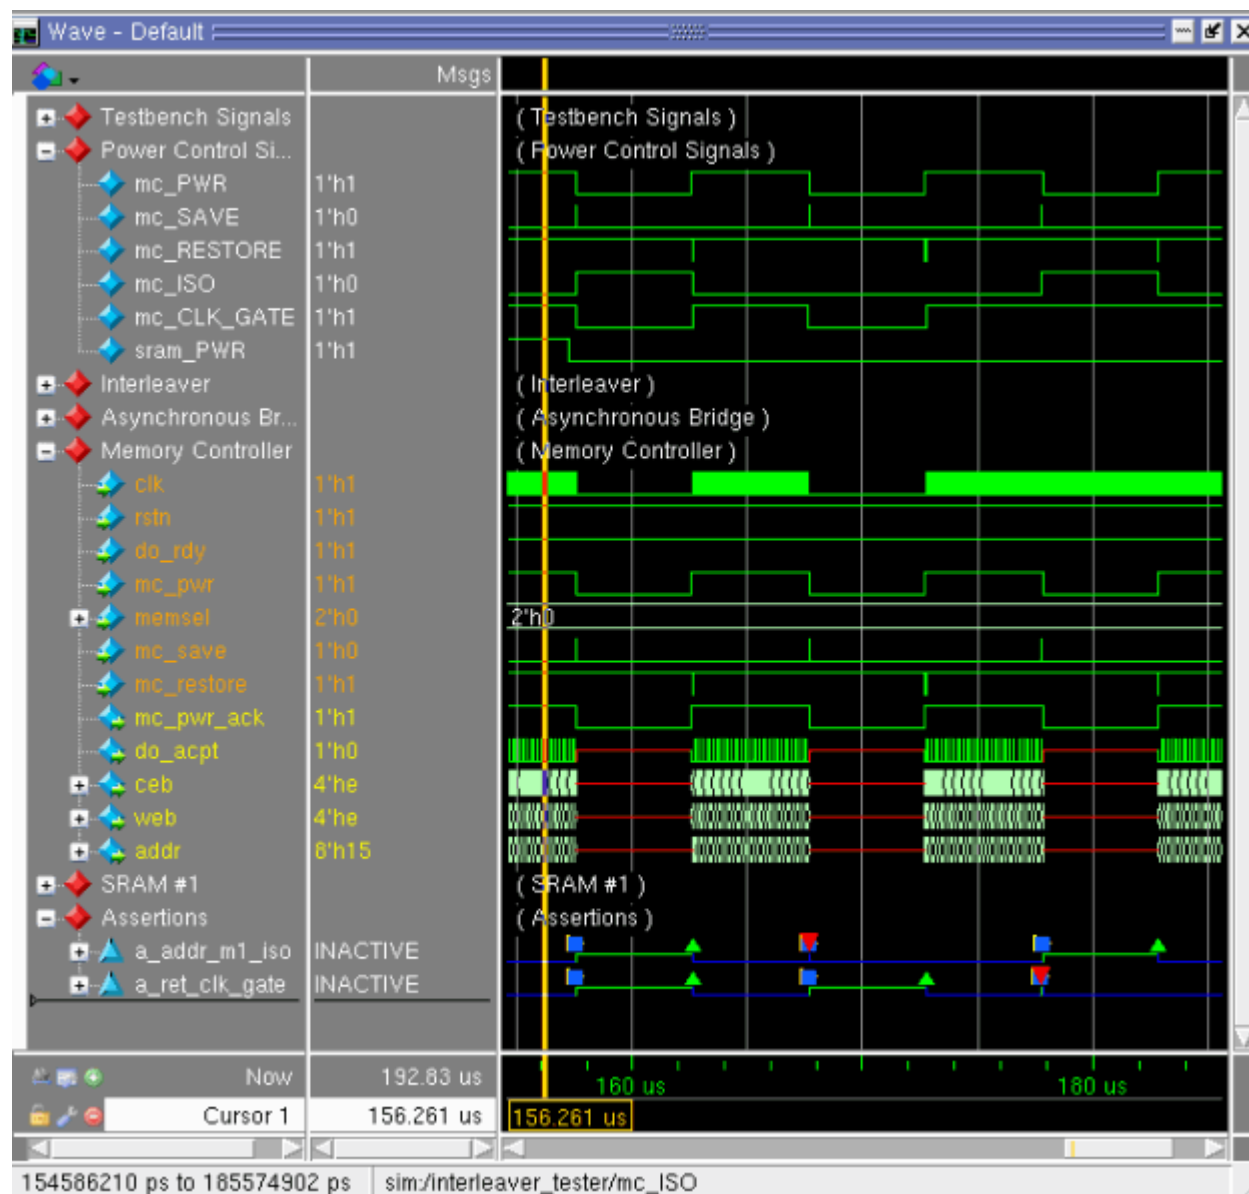 Wave - Default
Msgs
Testbench Signals ( Testbench Signals )
Power Control Si... ( Power Control Signals )
mc_PWR 1'h1
mc_SAVE 1'h0
mc_RESTORE 1'h1
mc_ISO 1'h0
mc_CLK_GATE 1'h1
sram_PWR 1'h1
Interleaver ( Interleaver )
Asynchronous Br... ( Asynchronous Bridge )
Memory Controller ( Memory Controller )
clk 1'h1
rstn 1'h1
do_rdy 1'h1
mc_pwr 1'h1
memsel 2'h0 2'h0
mc_save 1'h0
mc_restore 1'h1
mc_pwr_ack 1'h1
do_acpt 1'h0
ceb 4'he
web 4'he
addr 8'h15
SRAM #1 ( SRAM #1 )
Assertions ( Assertions )
a_addr_m1_iso INACTIVE
a_ret_clk_gate INACTIVE
Now 192.83 us 160 us 180 us
Cursor 1 156.261 us 156.261 us
154586210 ps to 185574902 ps sim:/interleaver_tester/mc_ISO